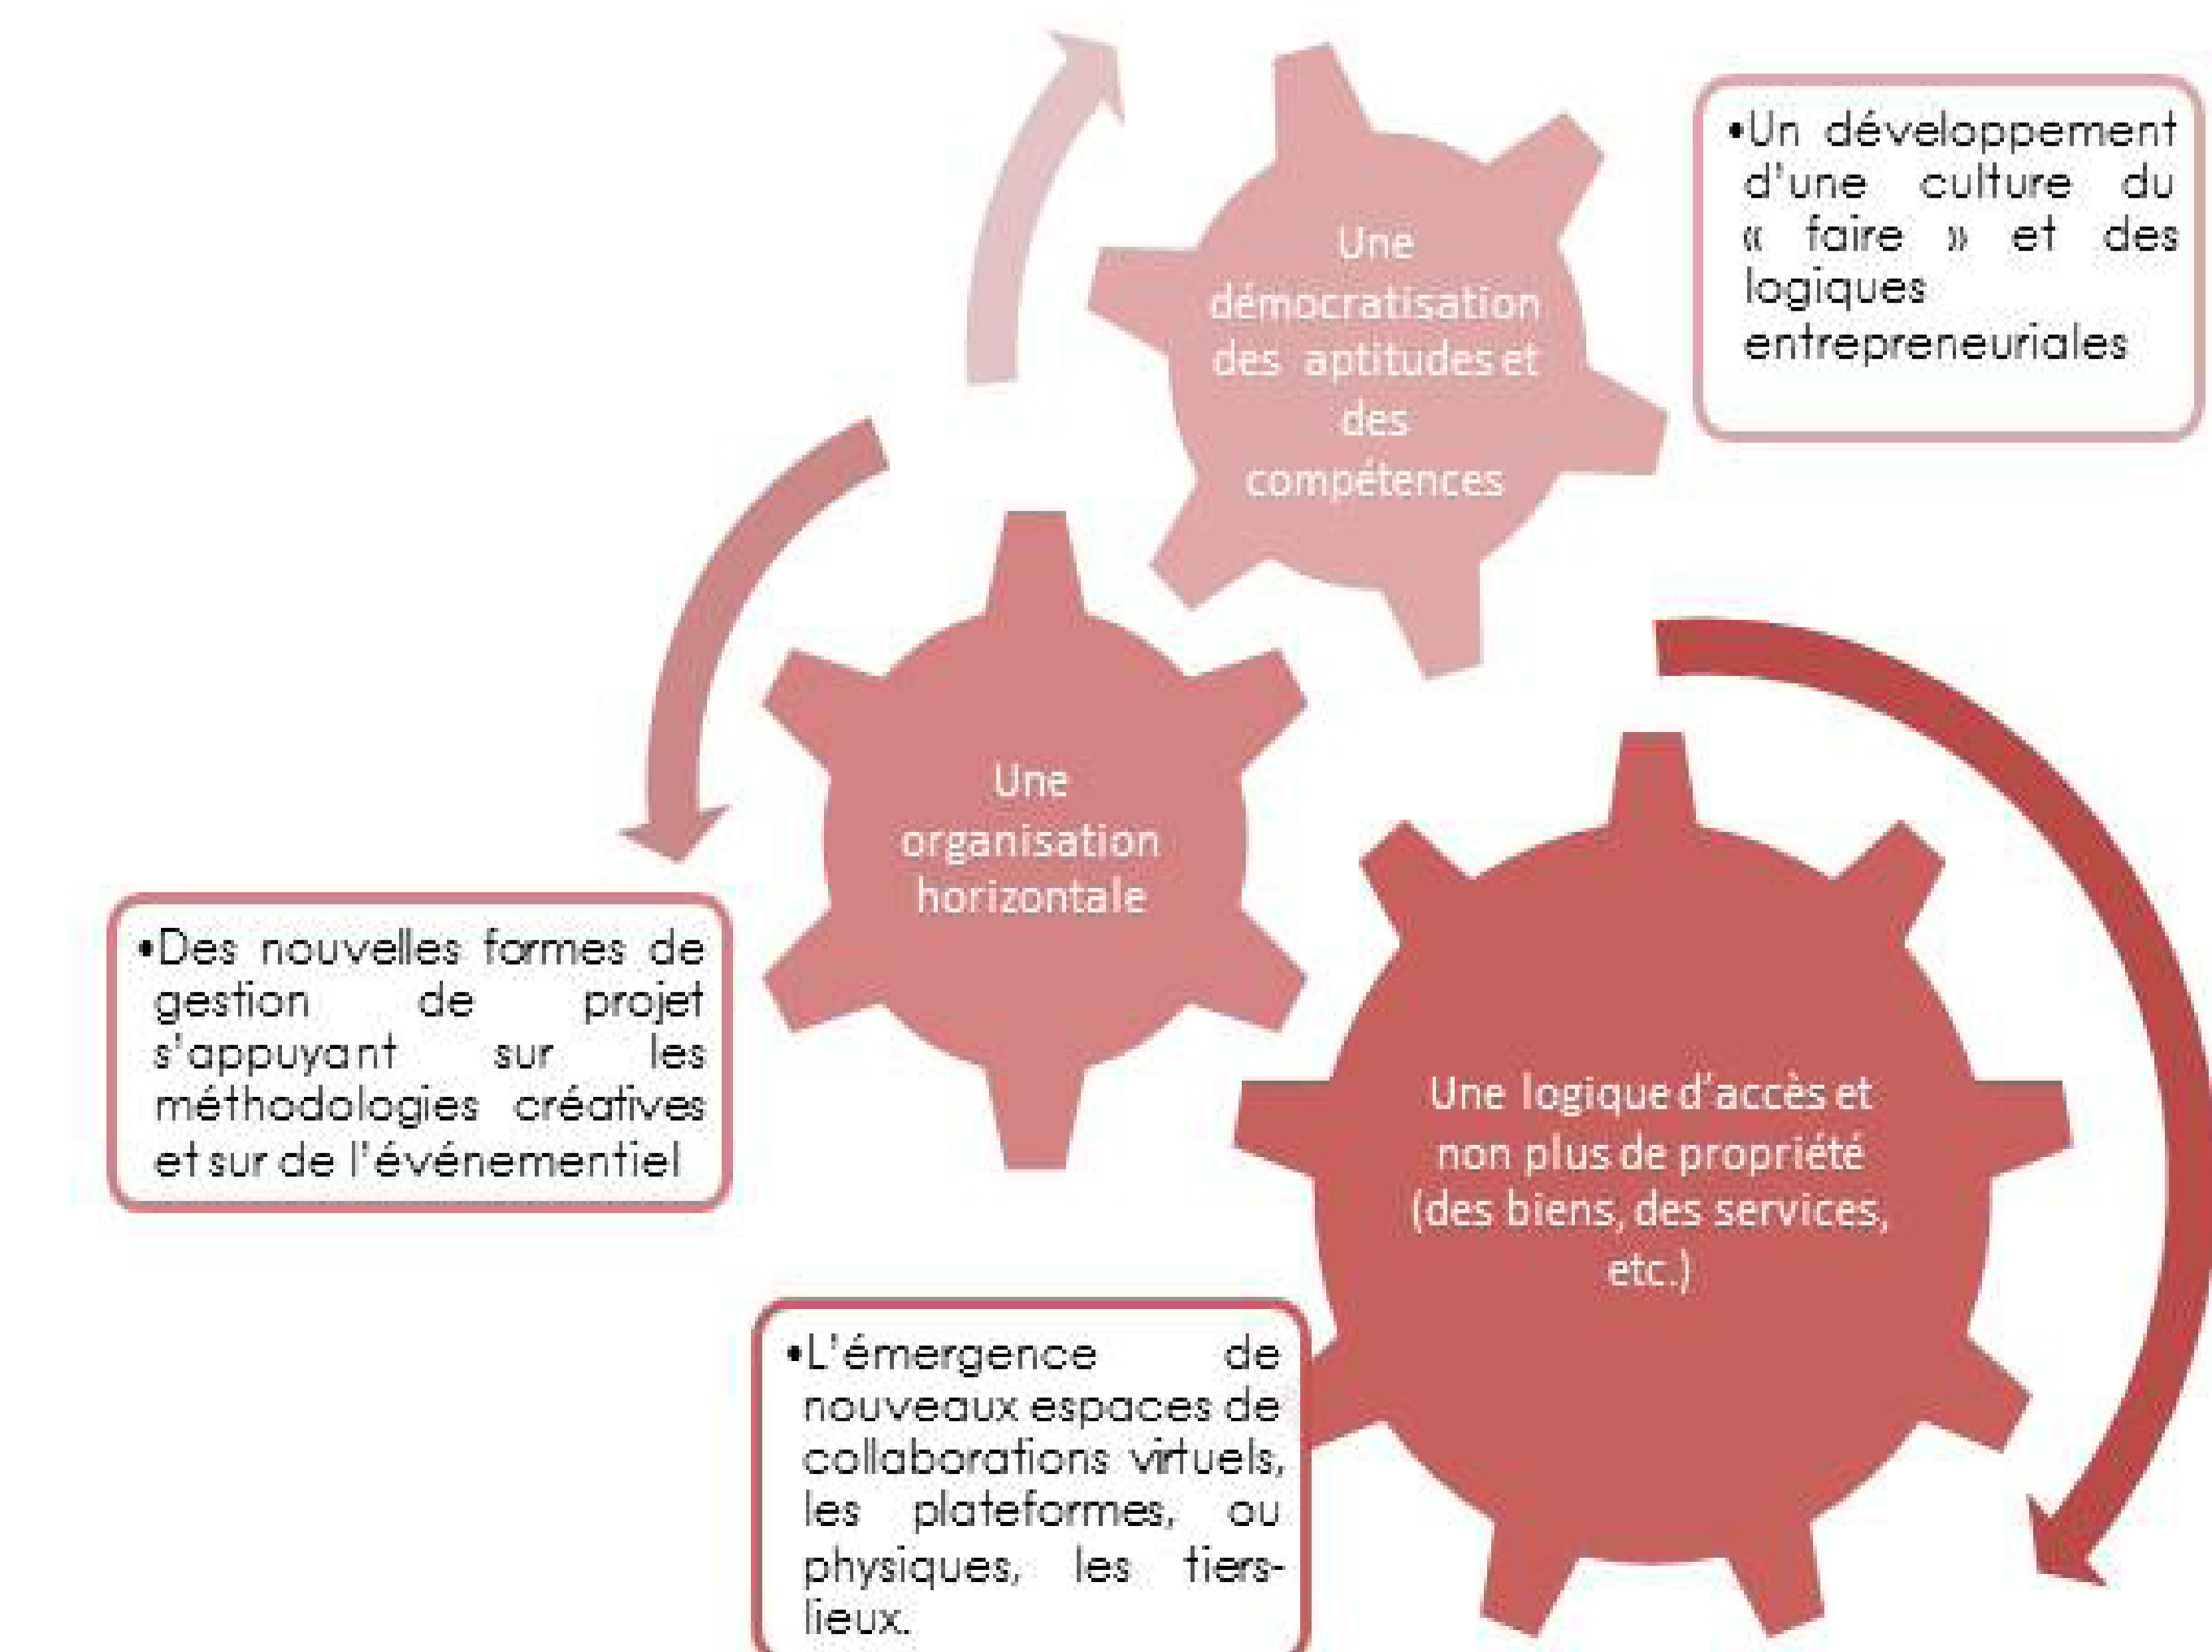 Une
démocratisation
des aptitudes et
des
compétences
•Un développement
d'une culture du
« faire » et des
logiques
entrepreneuriales
Une
organisation
horizontale
•Des nouvelles formes de
gestion de projet
s'appuyant sur les
méthodologies créatives
et sur de l'événementiel
Une logique d'accès et
non plus de propriété
(des biens, des services,
etc.)
•L'émergence de
nouveaux espaces de
collaborations virtuels,
les plateformes, ou
physiques, les tiers-
lieux.